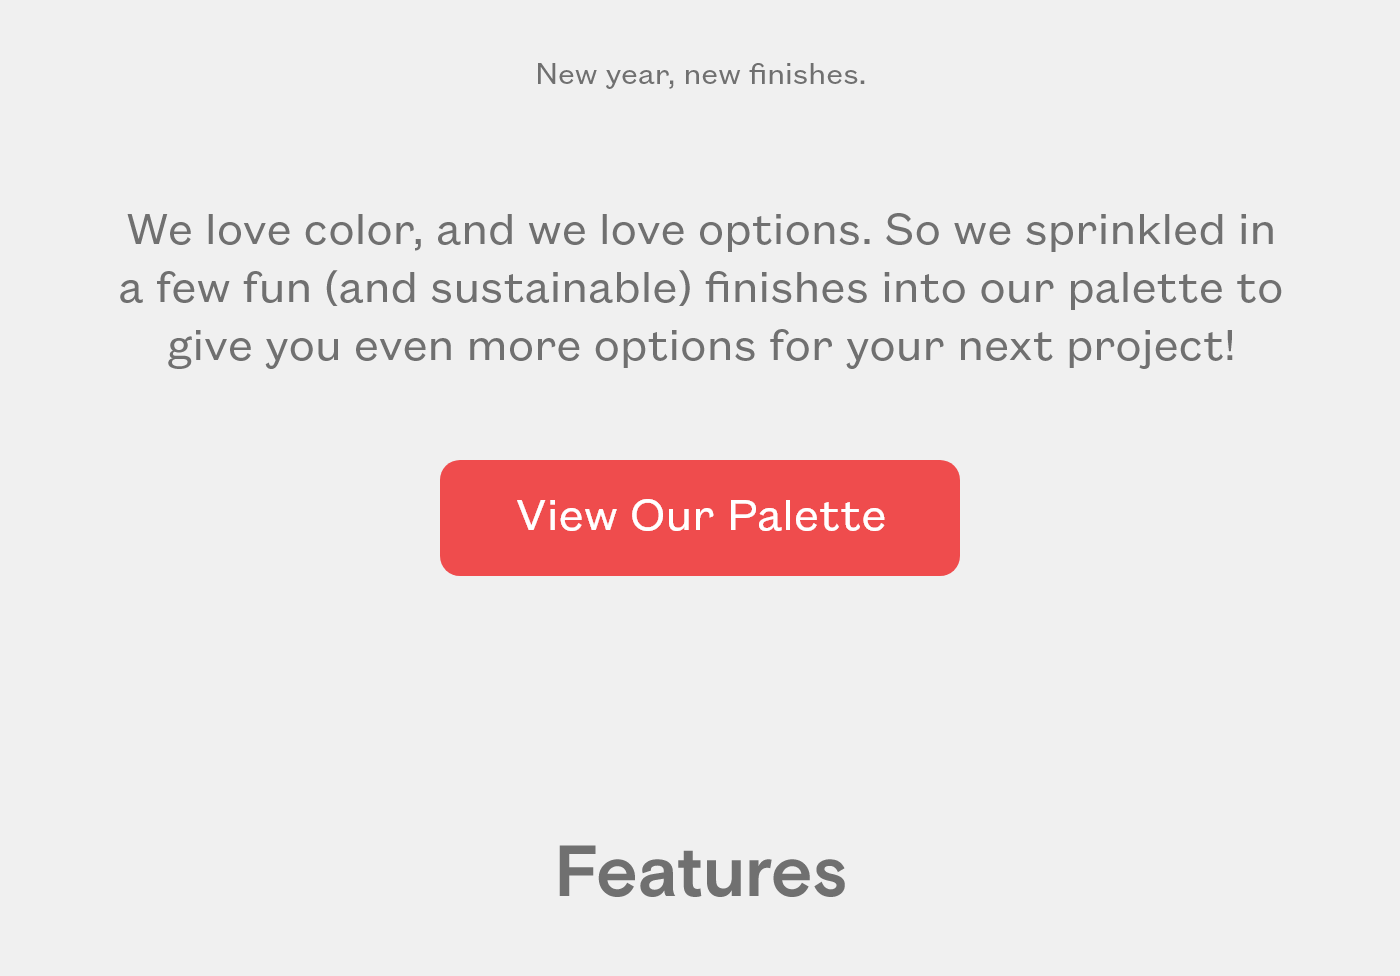 New year, new finishes.
We love color, and we love options. So we sprinkled in
a few fun (and sustainable) finishes into our palette to
give you even more options for your next project!
View Our Palette
Features